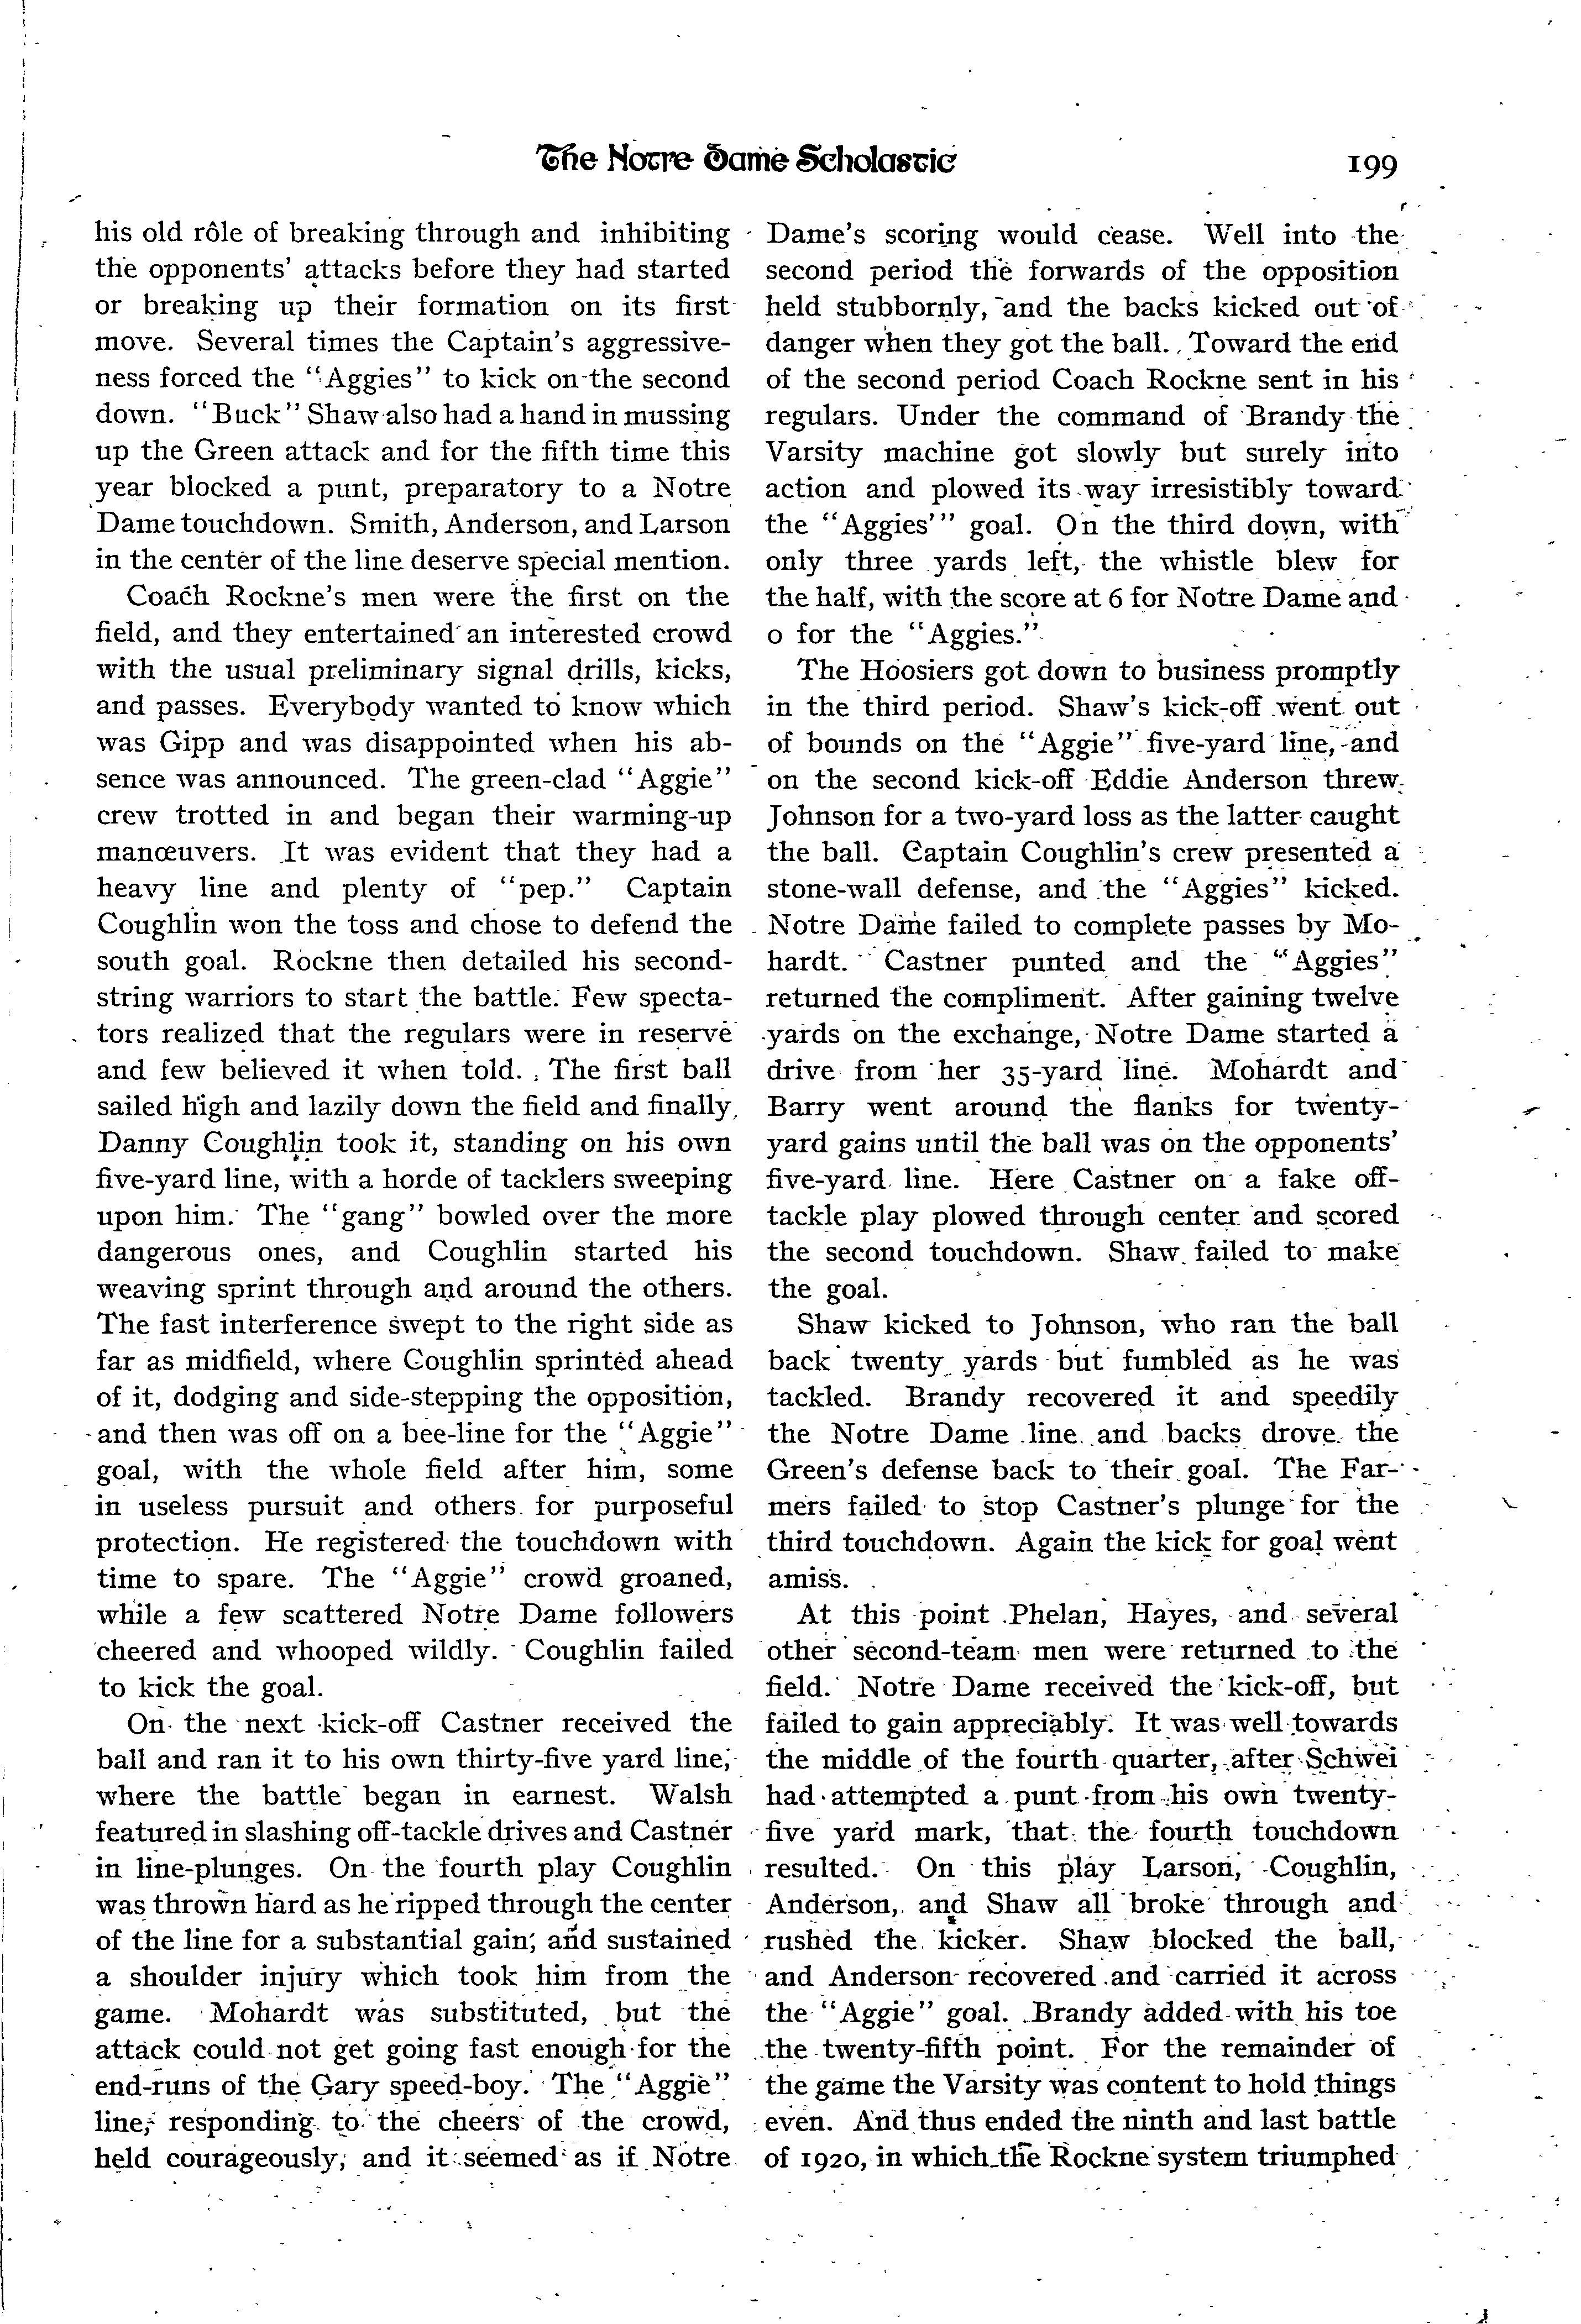 The Notre Dame Scholastic
199
his old rôle of breaking through and inhibiting
the opponents' attacks before they had started
or breaking up their formation on its first
move. Several times the Captain's aggressive-
ness forced the "Aggies" to kick on the second
down. "Buck" Shaw also had a hand in mussing
up the Green attack and for the fifth time this
year blocked a punt, preparatory to a Notre
Dame touchdown. Smith, Anderson, and Larson
in the center of the line deserve special mention.
Coach Rockne's men were the first on the
field, and they entertained an interested crowd
with the usual preliminary signal drills, kicks,
and passes. Everybody wanted to know which
was Gipp and was disappointed when his ab-
sence was announced. The green-clad "Aggie"
crew trotted in and began their warming-up
manœuvers. It was evident that they had a
heavy line and plenty of "pep." Captain
Coughlin won the toss and chose to defend the
south goal. Rockne then detailed his second-
string warriors to start the battle. Few specta-
tors realized that the regulars were in reserve
and few believed it when told. The first ball
sailed high and lazily down the field and finally
Danny Coughlin took it, standing on his own
five-yard line, with a horde of tacklers sweeping
upon him. The "gang" bowled over the more
dangerous ones, and Coughlin started his
weaving sprint through and around the others.
The fast interference swept to the right side as
far as midfield, where Coughlin sprinted ahead
of it, dodging and side-stepping the opposition,
and then was off on a bee-line for the "Aggie"
goal, with the whole field after him, some
in useless pursuit and others for purposeful
protection. He registered the touchdown with
time to spare. The "Aggie" crowd groaned,
while a few scattered Notre Dame followers
cheered and whooped wildly. Coughlin failed
to kick the goal.
On the next kick-off Castner received the
ball and ran it to his own thirty-five yard line,
where the battle began in earnest. Walsh
featured in slashing off-tackle drives and Castner
in line-plunges. On the fourth play Coughlin
was thrown hard as he ripped through the center
of the line for a substantial gain, and sustained
a shoulder injury which took him from the
game. Mohardt was substituted, but the
attack could not get going fast enough for the
end-runs of the Gary speed-boy. The "Aggie"
line, responding to the cheers of the crowd,
held courageously, and it seemed as if Notre
Dame's scoring would cease. Well into the
second period the forwards of the opposition
held stubbornly, and the backs kicked out of
danger when they got the ball. Toward the end
of the second period Coach Rockne sent in his
regulars. Under the command of Brandy the
Varsity machine got slowly but surely into
action and plowed its way irresistibly toward
the "Aggies'" goal. On the third down, with
only three yards left, the whistle blew for
the half, with the score at 6 for Notre Dame and
0 for the "Aggies."
The Hoosiers got down to business promptly
in the third period. Shaw's kick-off went out
of bounds on the "Aggie" five-yard line, and
on the second kick-off Eddie Anderson threw
Johnson for a two-yard loss as the latter caught
the ball. Captain Coughlin's crew presented a
stone-wall defense, and the "Aggies" kicked.
Notre Dame failed to complete passes by Mo-
hardt. Castner punted and the "Aggies"
returned the compliment. After gaining twelve
yards on the exchange, Notre Dame started a
drive from her 35-yard line. Mohardt and
Barry went around the flanks for twenty-
yard gains until the ball was on the opponents'
five-yard line. Here Castner on a fake off-
tackle play plowed through center and scored
the second touchdown. Shaw failed to make
the goal.
Shaw kicked to Johnson, who ran the ball
back twenty yards but fumbled as he was
tackled. Brandy recovered it and speedily
the Notre Dame line and backs drove the
Green's defense back to their goal. The Far-
mers failed to stop Castner's plunge for the
third touchdown. Again the kick for goal went
amiss.
At this point Phelan, Hayes, and several
other second-team men were returned to the
field. Notre Dame received the kick-off, but
failed to gain appreciably. It was well towards
the middle of the fourth quarter, after Schwei
had attempted a punt from his own twenty-
five yard mark, that the fourth touchdown
resulted. On this play Larson, Coughlin,
Anderson, and Shaw all broke through and
rushed the kicker. Shaw blocked the ball,
and Anderson recovered and carried it across
the "Aggie" goal. Brandy added with his toe
the twenty-fifth point. For the remainder of
the game the Varsity was content to hold things
even. And thus ended the ninth and last battle
of 1920, in which the Rockne system triumphed